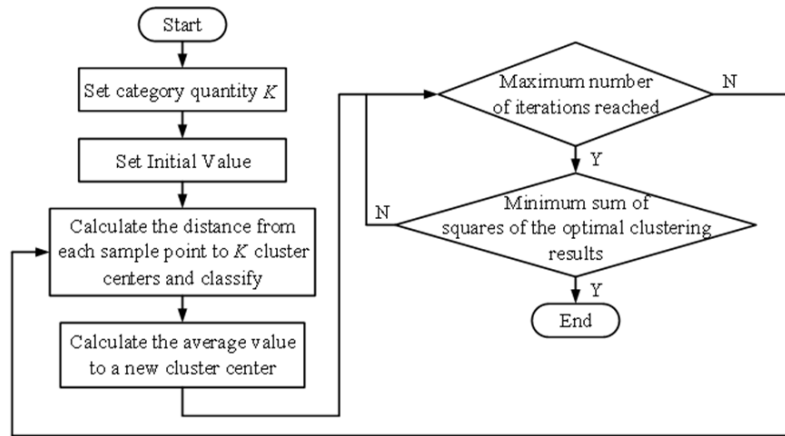 Start
Set category quantity K
Set Initial Value
Calculate the distance from
each sample point to K cluster
centers and classify
Calculate the average value
to a new cluster center
Maximum number
of iterations reached
N
Y
Minimum sum of
squares of the optimal clustering
results
N
Y
End